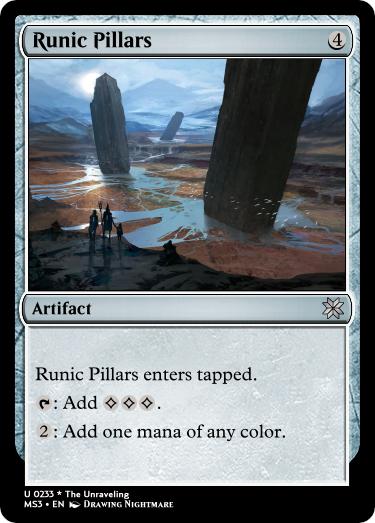 Runic Pillars 4
Artifact
Runic Pillars enters tapped.
: Add .
2: Add one mana of any color.
U 0233 * The Unraveling
MS3 • EN Drawing Nightmare